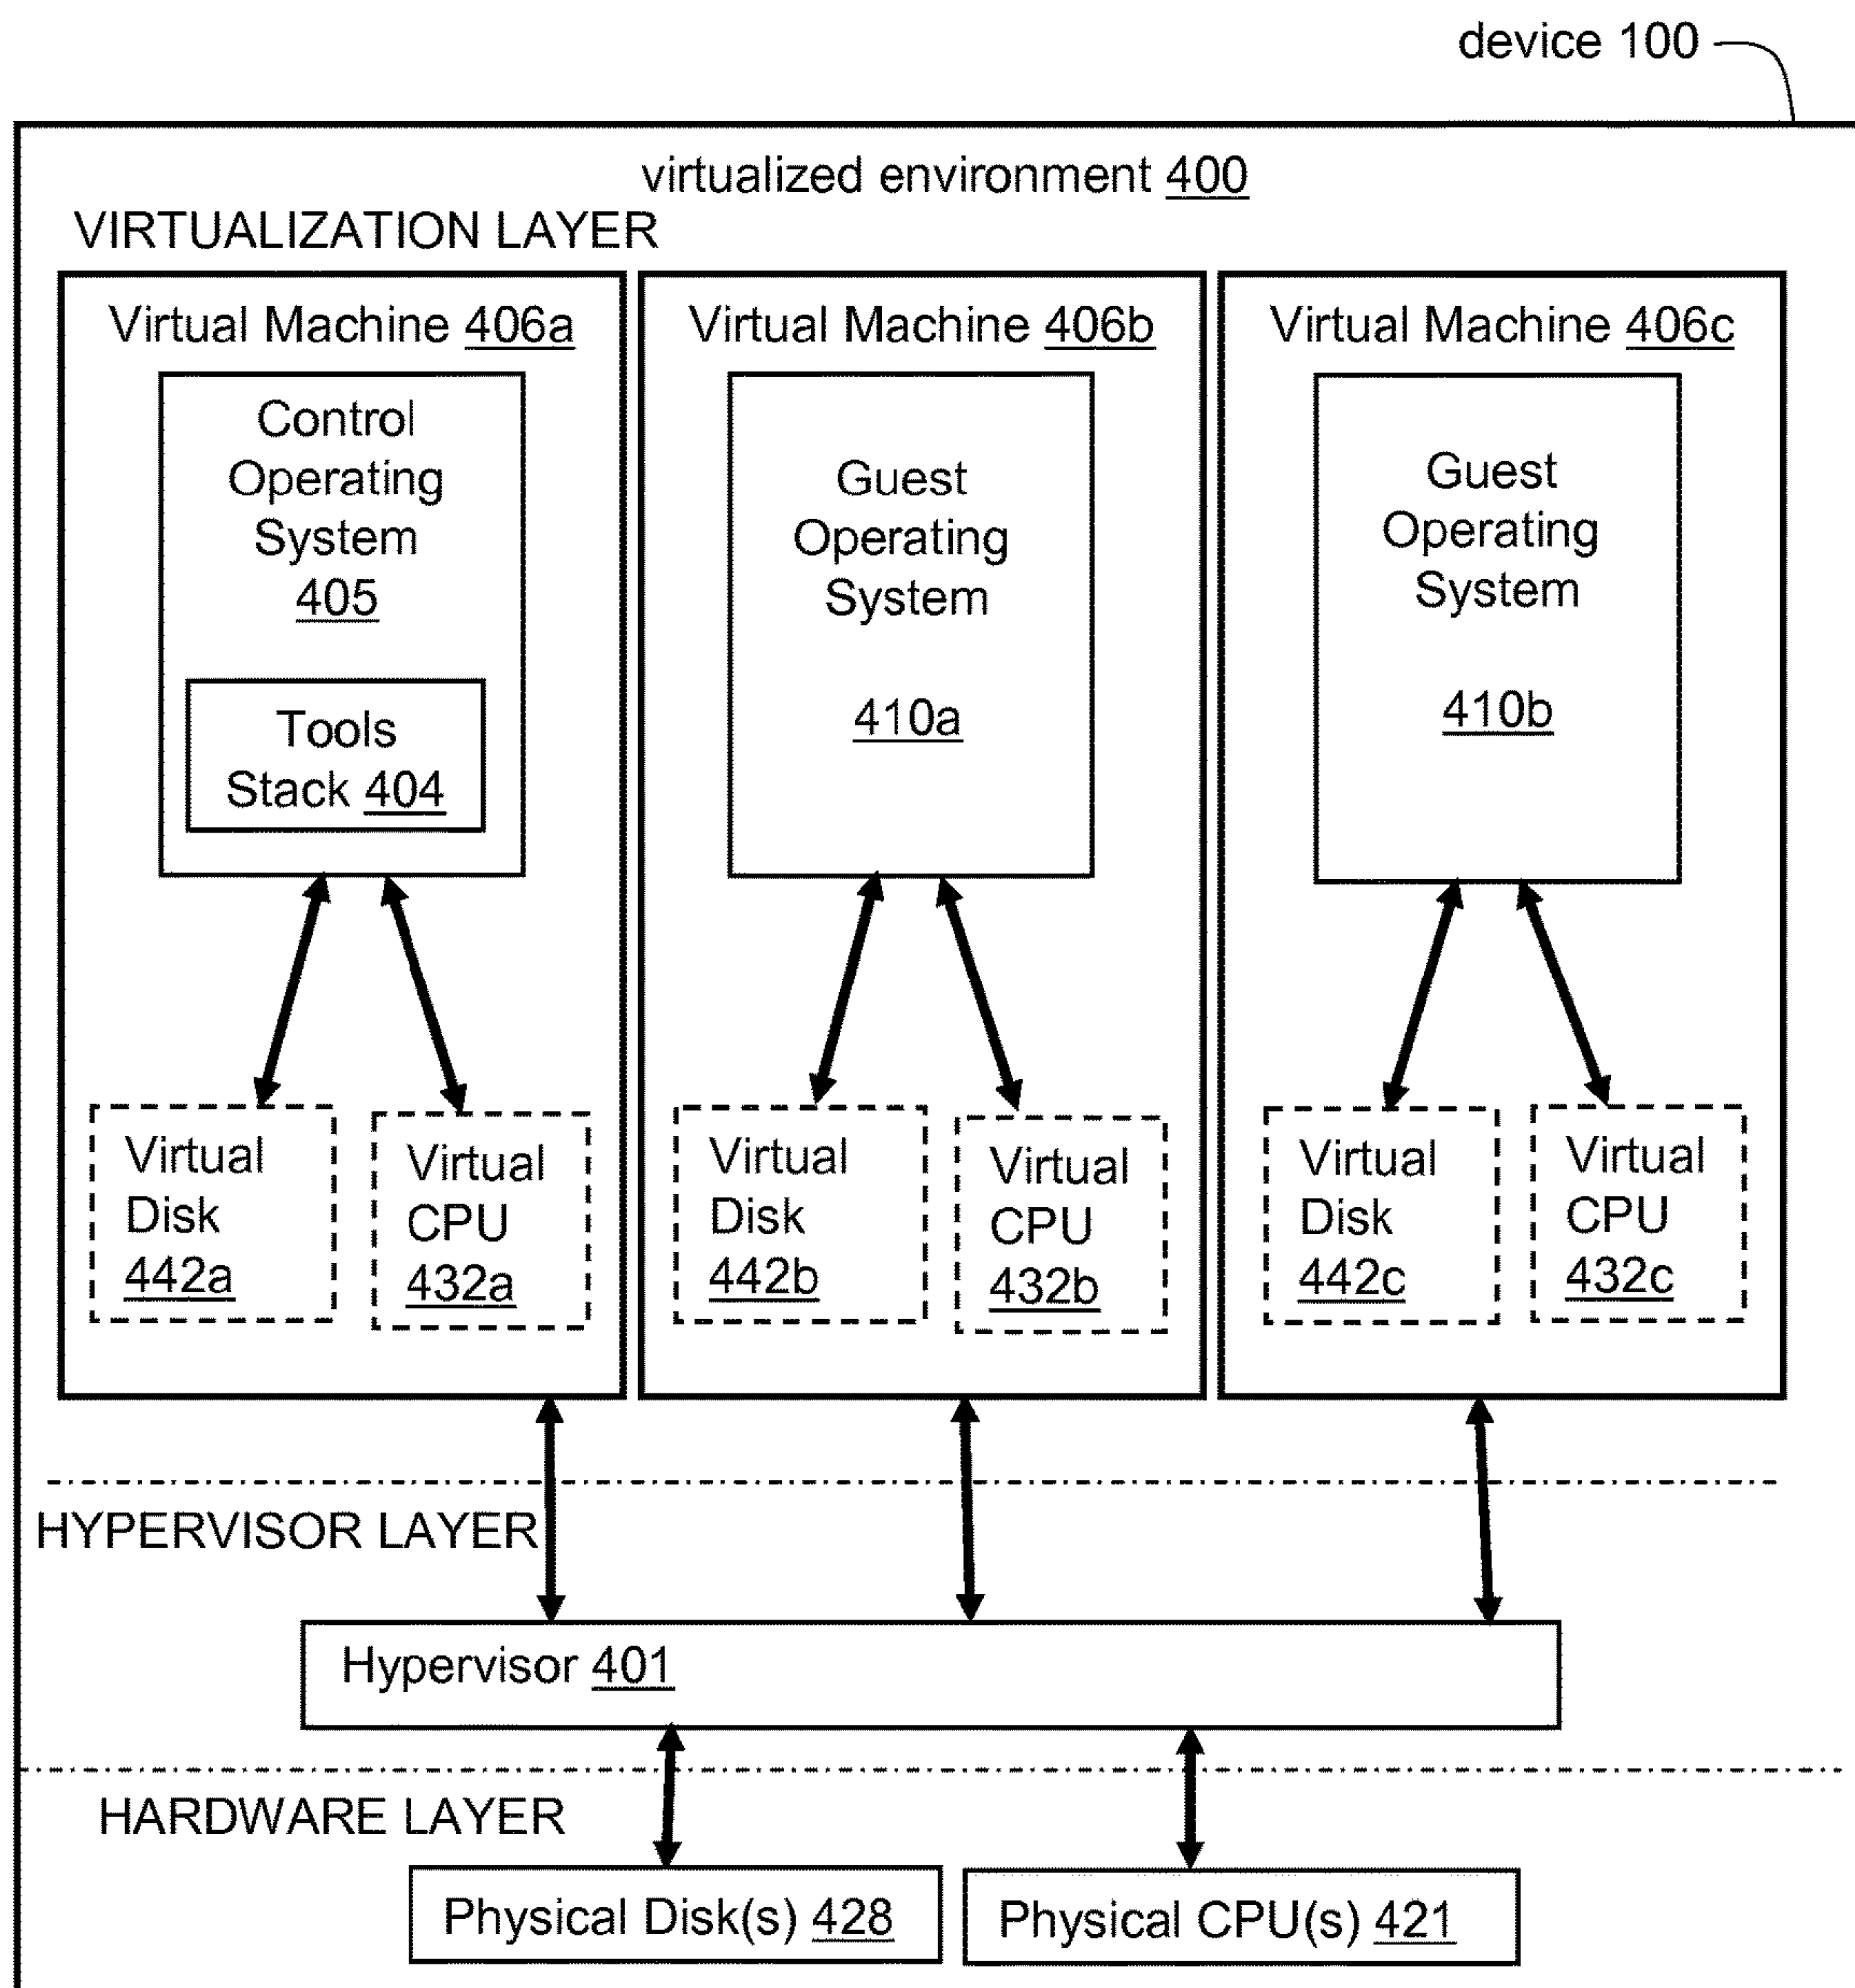 device 100
virtualized environment 400
VIRTUALIZATION LAYER
Virtual Machine 406a
Control
Operating
System
405
Tools
Stack 404
Virtual
Disk
442a
Virtual
CPU
432a
Virtual Machine 406b
Guest
Operating
System
410a
Virtual
Disk
442b
Virtual
CPU
432b
Virtual Machine 406c
Guest
Operating
System
410b
Virtual
Disk
442c
Virtual
CPU
432c
HYPERVISOR LAYER
Hypervisor 401
HARDWARE LAYER
Physical Disk(s) 428
Physical CPU(s) 421